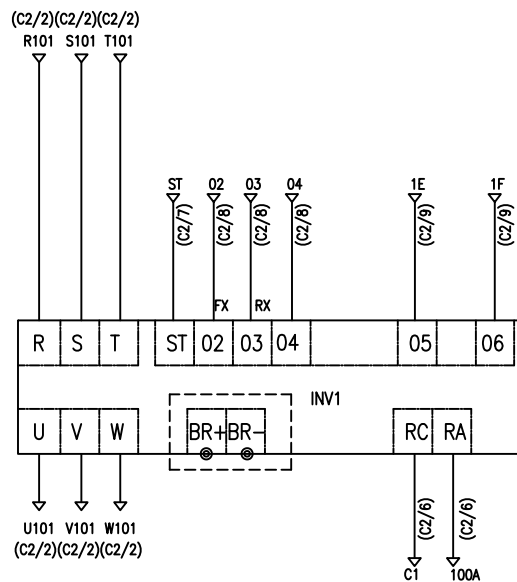 (C2/2)(C2/2)(C2/2)
R101 S101 T101
ST 02 03 04 1E 1F
(C2/7) (C2/8) (C2/8) (C2/8) (C2/9) (C2/9)
FX RX
R S T ST 02 03 04 05 06
INV1
U V W BR+ BR- RC RA
U101 V101 W101
(C2/2)(C2/2)(C2/2)
(C2/6) (C2/6)
C1 100A